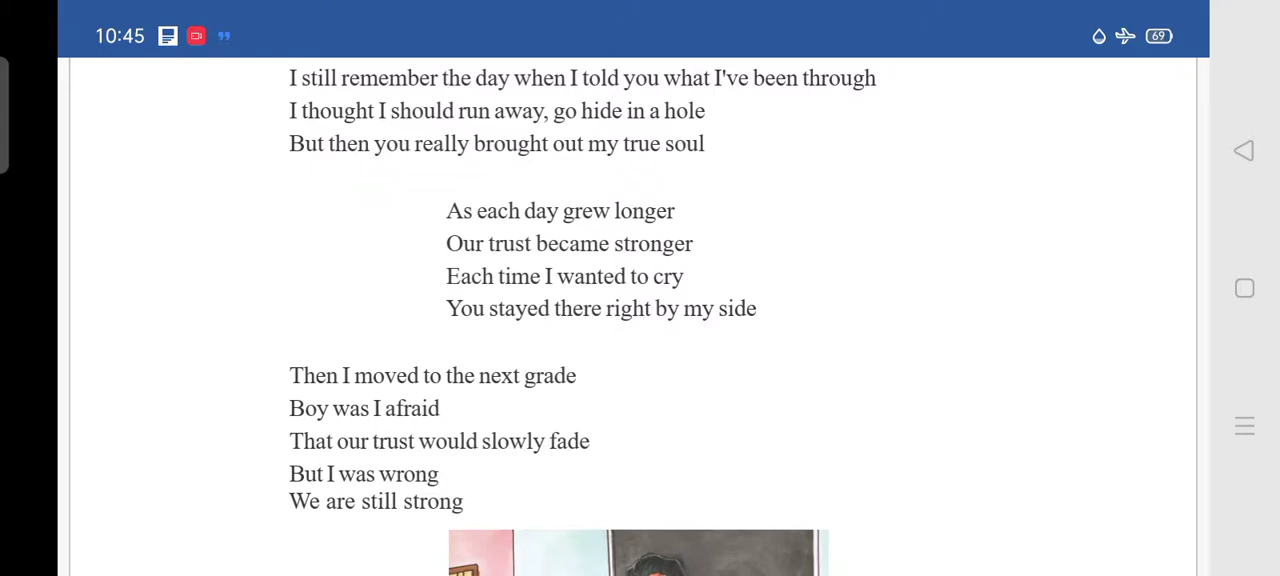 10:45
69
I still remember the day when I told you what I've been through
I thought I should run away, go hide in a hole
But then you really brought out my true soul
As each day grew longer
Our trust became stronger
Each time I wanted to cry
You stayed there right by my side
Then I moved to the next grade
Boy was I afraid
That our trust would slowly fade
But I was wrong
We are still strong